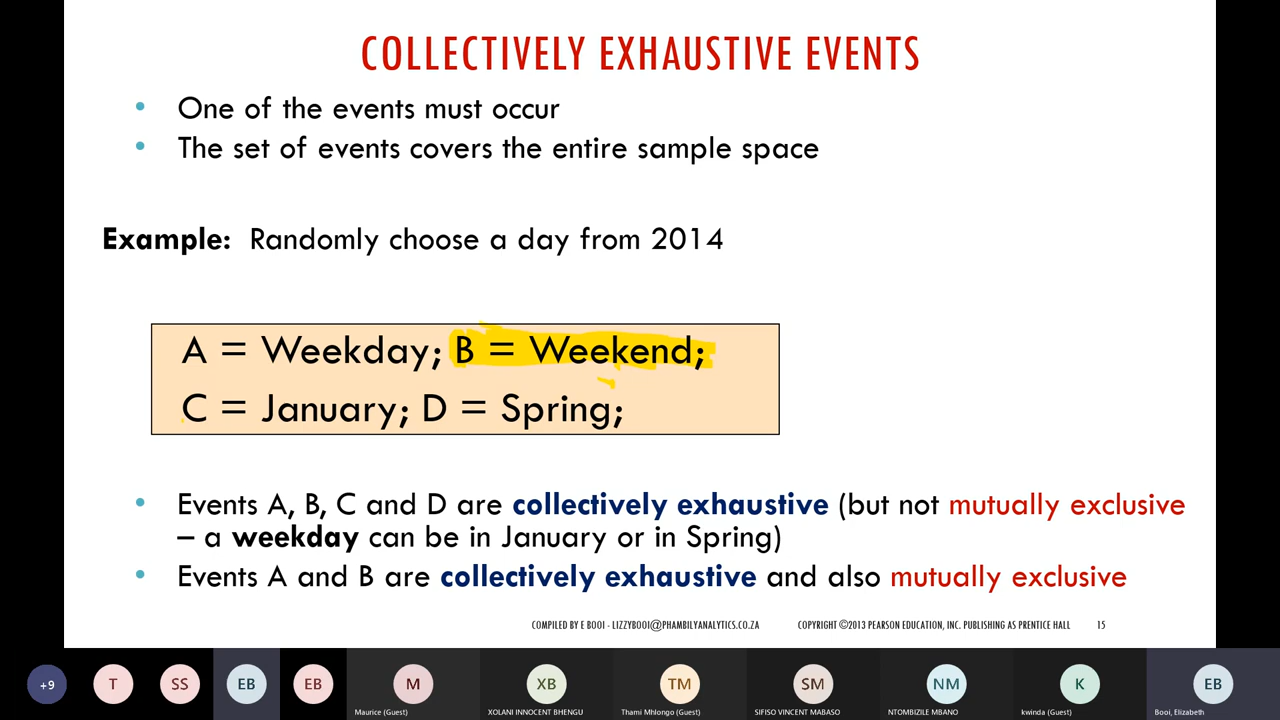 COLLECTIVELY EXHAUSTIVE EVENTS
• One of the events must occur
• The set of events covers the entire sample space
Example: Randomly choose a day from 2014
A = Weekday; B = Weekend;
C = January; D = Spring;
• Events A, B, C and D are collectively exhaustive (but not mutually exclusive
– a weekday can be in January or in Spring)
• Events A and B are collectively exhaustive and also mutually exclusive
COMPILED BY E BOOI - LIZZYBOOI@PHAMBILYANALYTICS.CO.ZA COPYRIGHT ©2013 PEARSON EDUCATION, INC. PUBLISHING AS PRENTICE HALL 15
+9 T SS EB EB M XB TM SM NM K EB
Maurice (Guest) XOLANI INNOCENT BHENGU Thami Mhlongo (Guest) SIFISO VINCENT MABASO NTOMBIZILE MBANO kwinda (Guest) Booi, Elizabeth